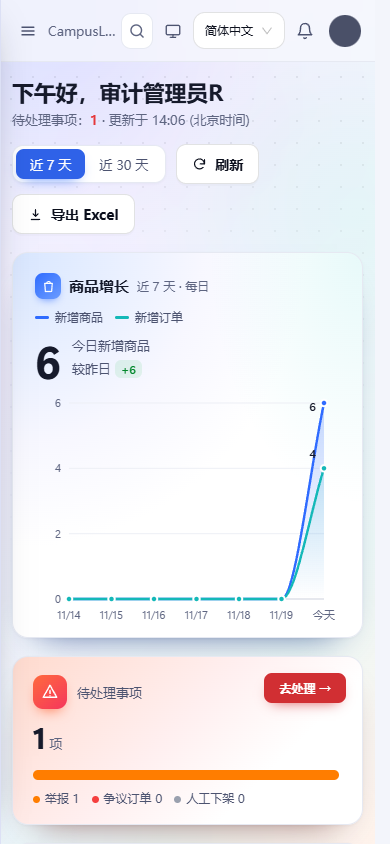 CampusL...
简体中文
下午好，审计管理员R
待处理事项：1 · 更新于 14:06 (北京时间)
近 7 天
近 30 天
刷新
导出 Excel
商品增长 近 7 天 · 每日
新增商品 新增订单
6
今日新增商品
较昨日 +6
6
4
2
0
6
4
11/14 11/15 11/16 11/17 11/18 11/19 今天
待处理事项
去处理 →
1 项
举报 1 争议订单 0 人工下架 0